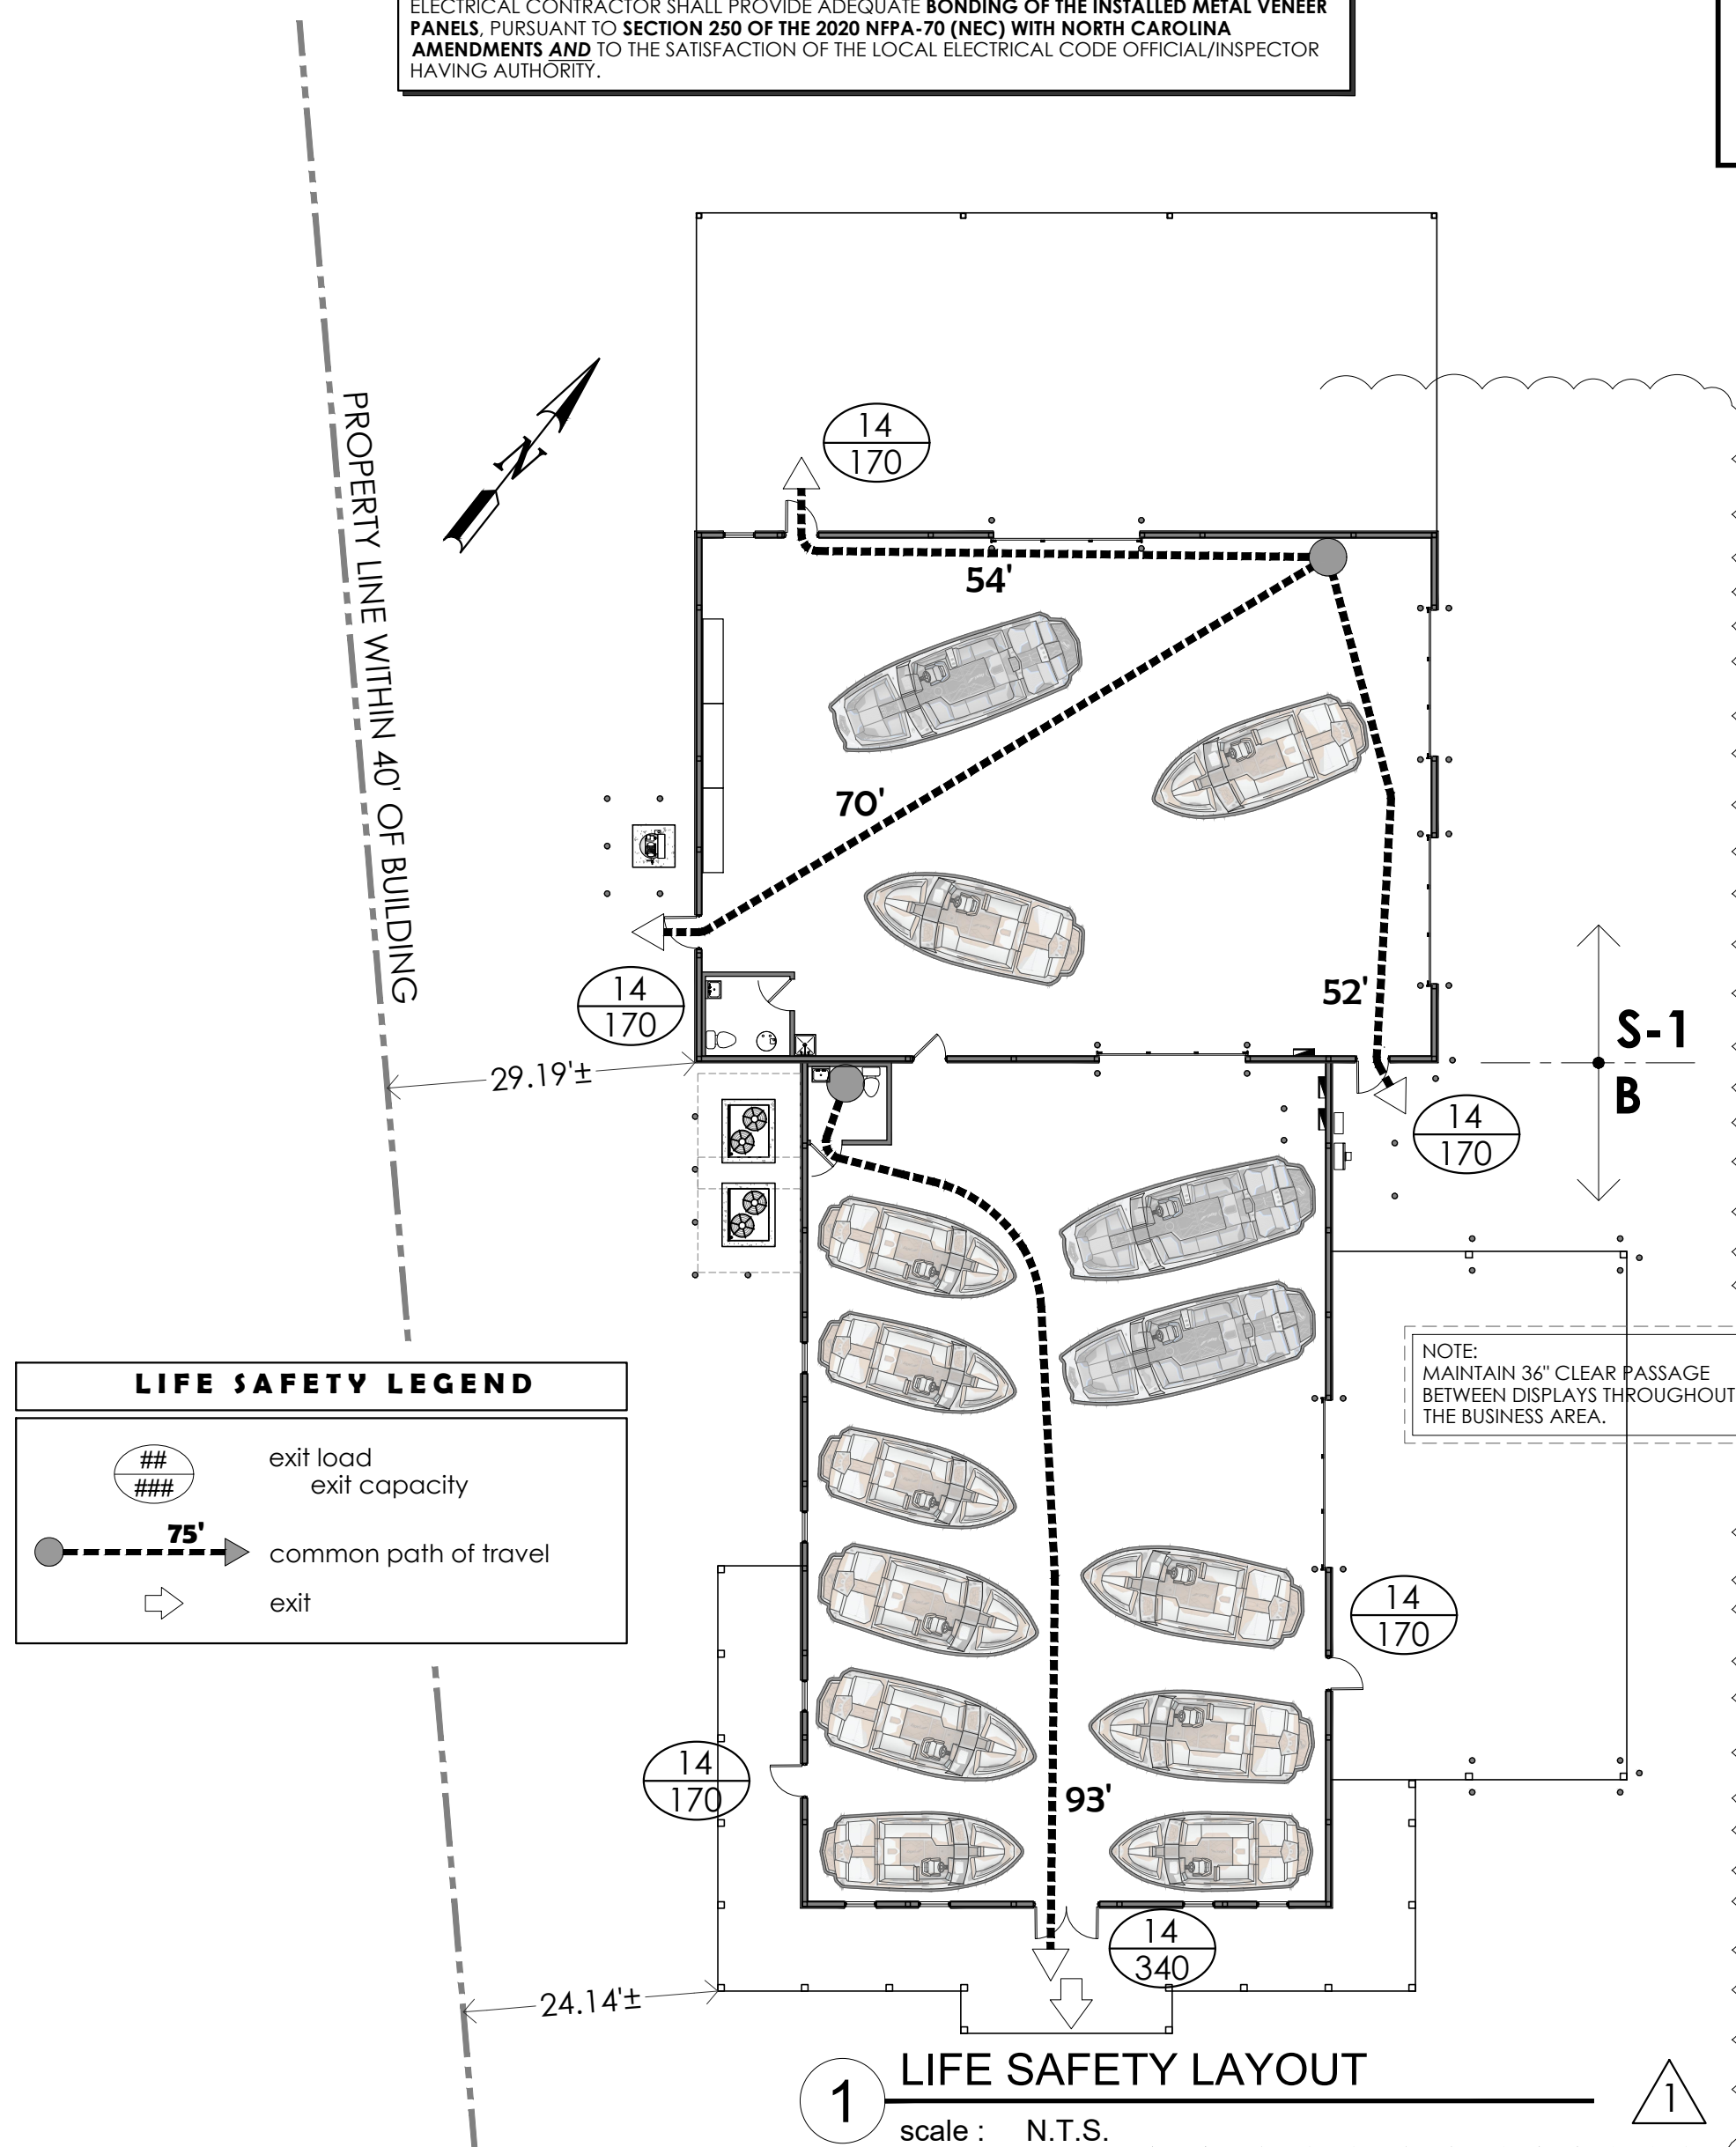 ELECTRICAL CONTRACTOR SHALL PROVIDE ADEQUATE BONDING OF THE INSTALLED METAL VENEER
PANELS, PURSUANT TO SECTION 250 OF THE 2020 NFPA-70 (NEC) WITH NORTH CAROLINA
AMENDMENTS AND TO THE SATISFACTION OF THE LOCAL ELECTRICAL CODE OFFICIAL/INSPECTOR
HAVING AUTHORITY.
PROPERTY LINE WITHIN 40' OF BUILDING
N
14
170
54'
70'
52'
14
170
S-1
B
29.19'±
14
170
NOTE:
MAINTAIN 36" CLEAR PASSAGE
BETWEEN DISPLAYS THROUGHOUT
THE BUSINESS AREA.
LIFE SAFETY LEGEND
##
###
exit load
exit capacity
75'
common path of travel
exit
14
170
14
170
93'
14
340
24.14'±
1
LIFE SAFETY LAYOUT
scale : N.T.S.
1